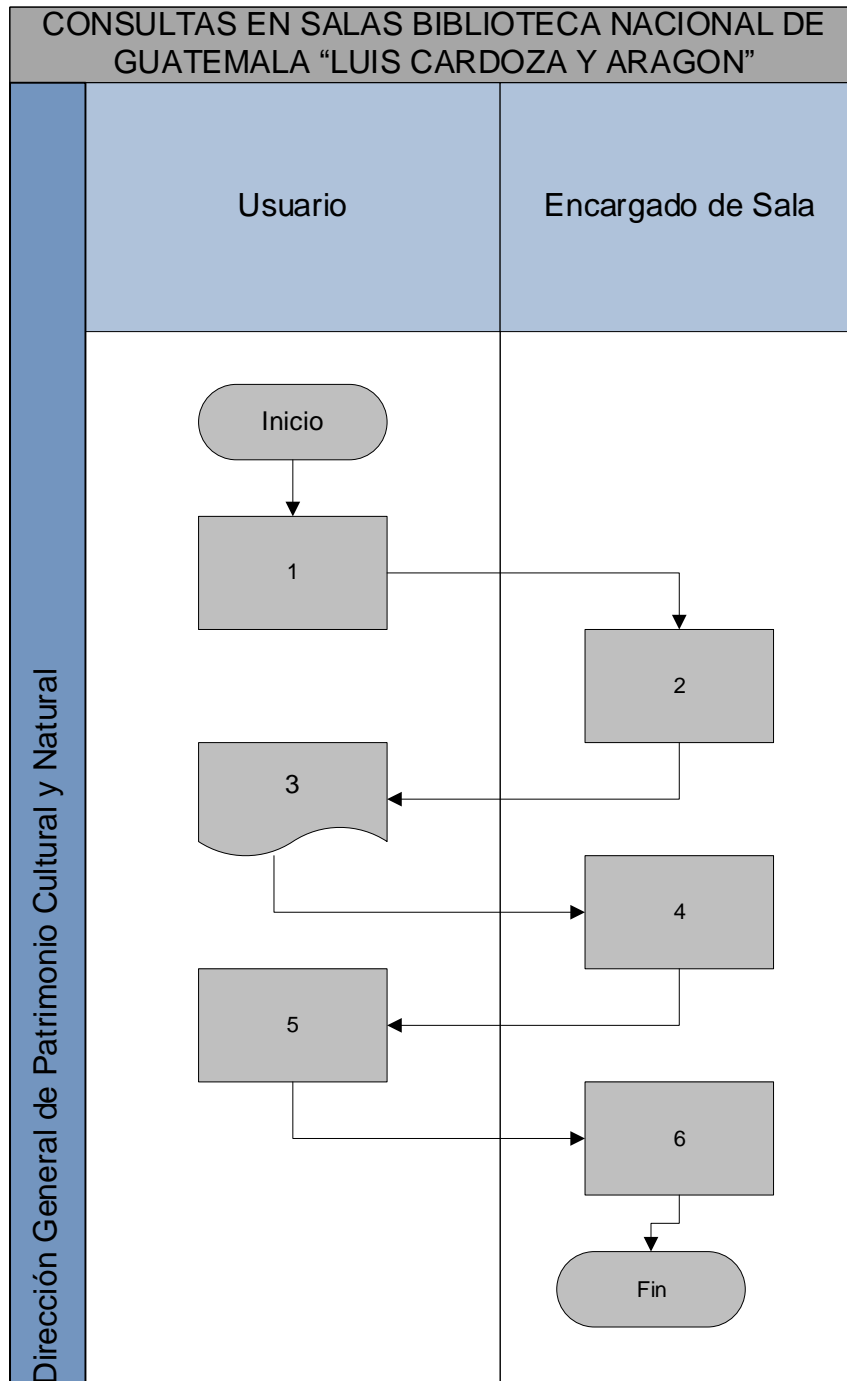 CONSULTAS EN SALAS BIBLIOTECA NACIONAL DE
GUATEMALA “LUIS CARDOZA Y ARAGON”
Dirección General de Patrimonio Cultural y Natural
Usuario
Encargado de Sala
Inicio
1
2
3
4
5
6
Fin